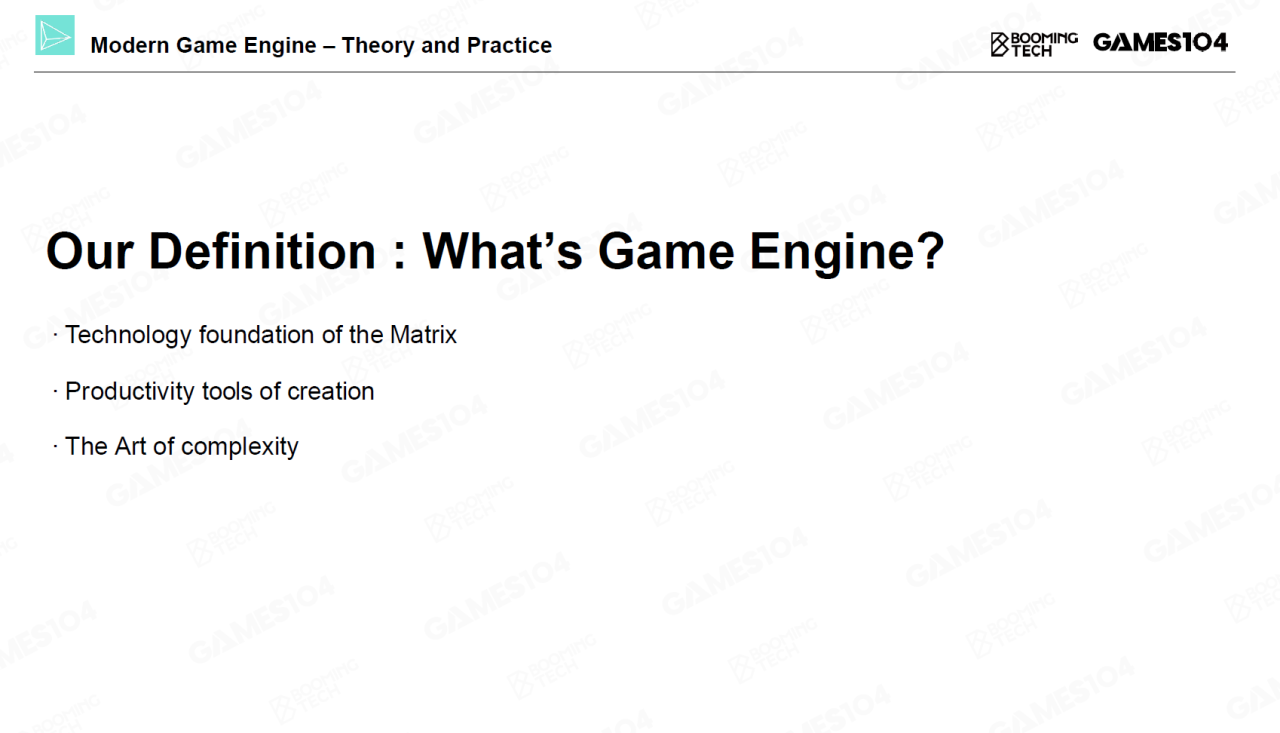 Modern Game Engine – Theory and Practice
BOOMING
TECH
GAMES104
Our Definition : What’s Game Engine?
· Technology foundation of the Matrix
· Productivity tools of creation
· The Art of complexity